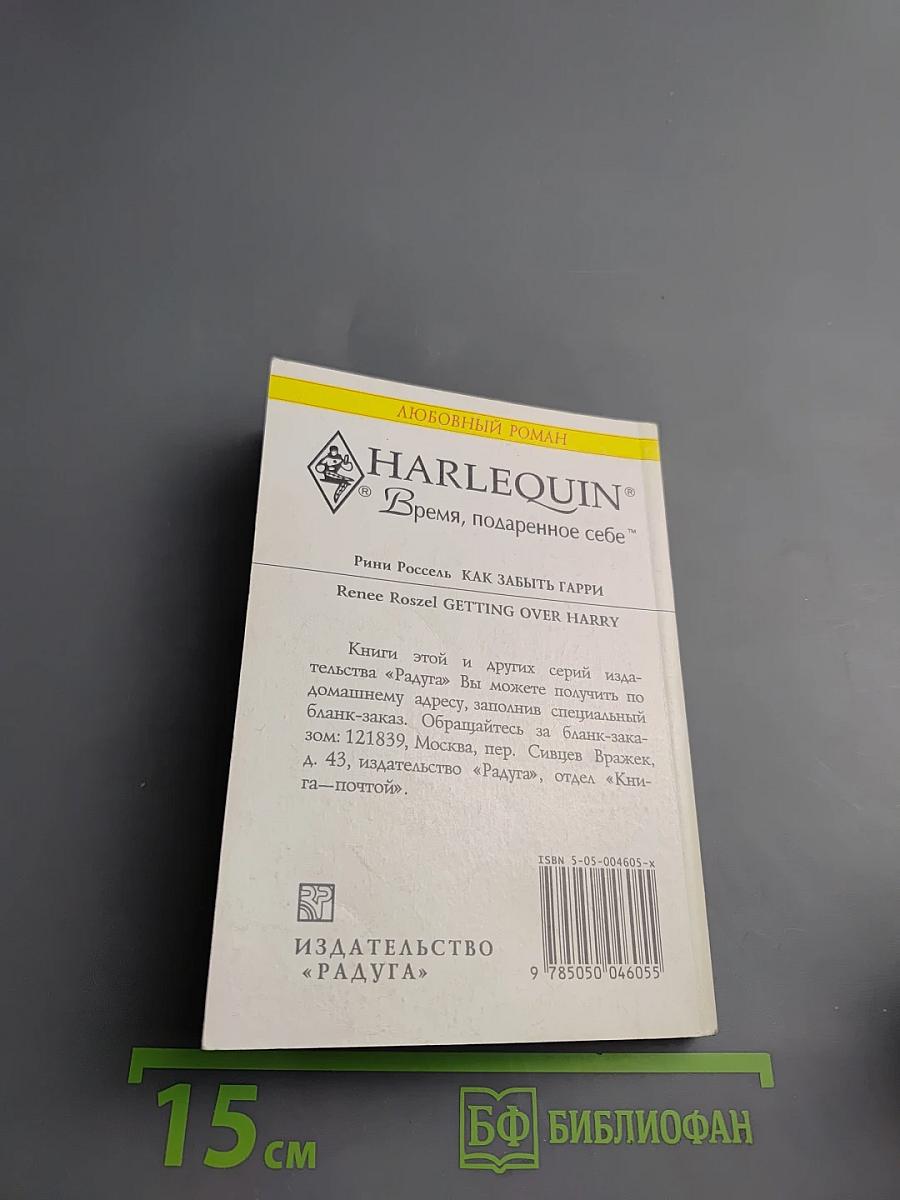 ЛЮБОВНЫЙ РОМАН
HARLEQUIN®
® Время, подаренное себе™
Рини Россель КАК ЗАБЫТЬ ГАРРИ
Renee Roszel GETTING OVER HARRY
Книги этой и других серий изда-
тельства «Радуга» Вы можете получить по
домашнему адресу, заполнив специальный
бланк-заказ. Обращайтесь за бланк-зака-
зом: 121839, Москва, пер. Сивцев Вражек,
д. 43, издательство «Радуга», отдел «Кни-
га—почтой».
ISBN 5-05-004605-x
9 785050 046055
ИЗДАТЕЛЬСТВО
«РАДУГА»
15 см
БФ БИБЛИОФАН